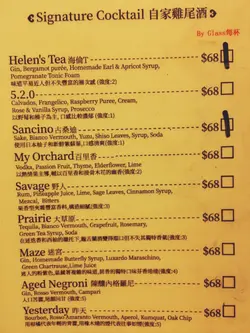 Signature Cocktail 自家雞尾酒
By Glass/每杯
Helen's Tea 海倫下 $68
Gin, Bergamot purée, Homemade Earl & Apricot Syrup,
Pomegranate Tonic Foam
5.2.0 $68
Calvados, Frangelico, Raspberry Puree, Cream,
Rose & Vanilla Syrup, Prosecco
Sancino 古桑迪 $68
Sake, Bianco Vermouth, Yuzu, Shiso Leaves, Syrup, Soda
My Orchard 百里香 $68
Vodka, Passion Fruit, Thyme, Elderflower, Lime
Savage 野人 $68
Rum, Pineapple Juice, Lime, Sage Leaves, Cinnamon Syrup,
Mezcal, Bitters
Prairie 大草原 $68
Tequila, Bianco Vermouth, Grapefruit, Rosemary,
Green Tea Syrup, Soda
Maze 迷宮 $68
Gin, Homemade Butterfly Syrup, Luxardo Maraschino,
Green Chartreuse, Lime Juice
Aged Negroni 陳釀內格羅尼 $68
Gin, Rosso Vermouth, Campari
Yesterday 昨天 $68
Bourbon, Rosso Amaranto Vermouth, Aperol, Kumquat, Oak Chip